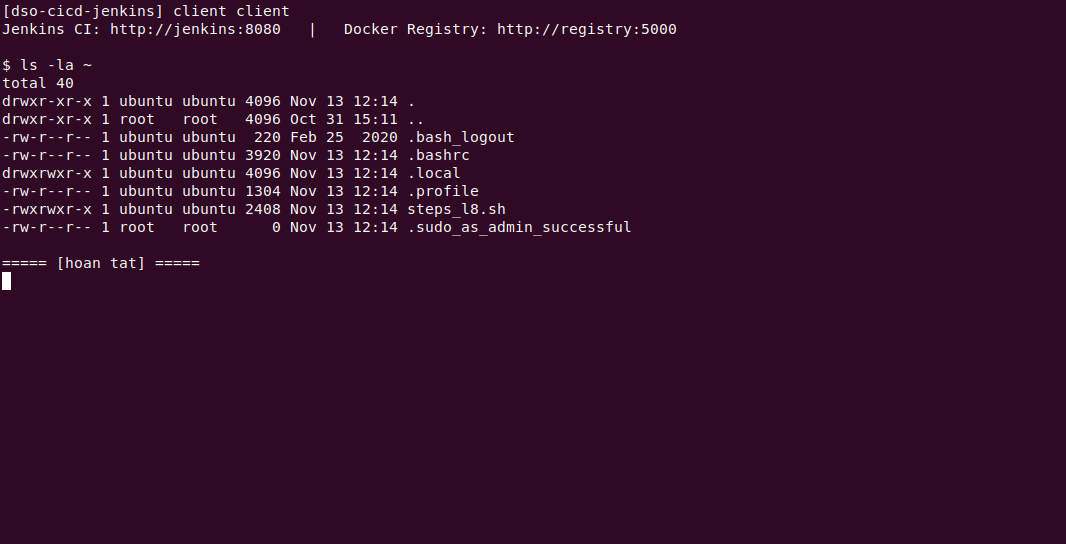 [dso-cicd-jenkins] client client
Jenkins CI: http://jenkins:8080   |   Docker Registry: http://registry:5000
$ ls -la ~
total 40
drwxr-xr-x 1 ubuntu ubuntu 4096 Nov 13 12:14 .
drwxr-xr-x 1 root   root   4096 Oct 31 15:11 ..
-rw-r--r-- 1 ubuntu ubuntu  220 Feb 25  2020 .bash_logout
-rw-r--r-- 1 ubuntu ubuntu 3920 Nov 13 12:14 .bashrc
drwxrwxr-x 1 ubuntu ubuntu 4096 Nov 13 12:14 .local
-rw-r--r-- 1 ubuntu ubuntu 1304 Nov 13 12:14 .profile
-rwxrwxr-x 1 ubuntu ubuntu 2408 Nov 13 12:14 steps_l8.sh
-rw-r--r-- 1 root   root      0 Nov 13 12:14 .sudo_as_admin_successful
===== [hoan tat] =====